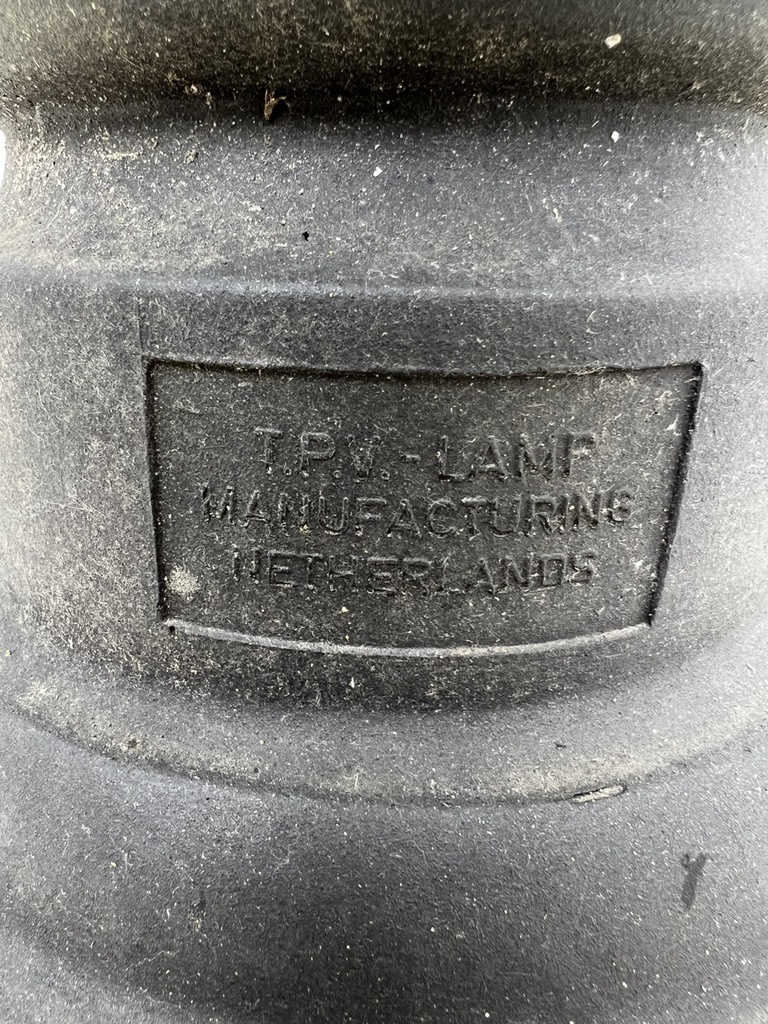 T.P.V. - LAMP
MANUFACTURING
NETHERLANDS